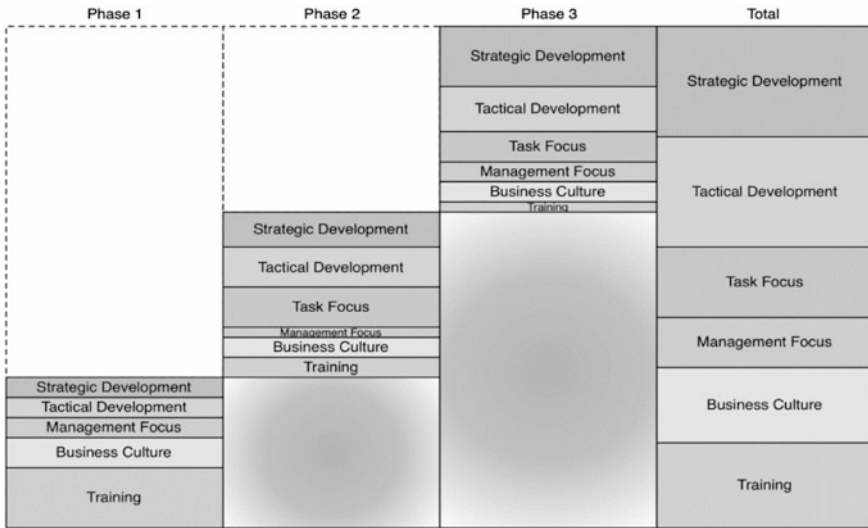 Phase 1
Phase 2
Phase 3
Total
Strategic Development
Tactical Development
Management Focus
Business Culture
Training
Strategic Development
Tactical Development
Task Focus
Management Focus
Business Culture
Training
Strategic Development
Tactical Development
Task Focus
Management Focus
Business Culture
Training
Strategic Development
Tactical Development
Task Focus
Management Focus
Business Culture
Training